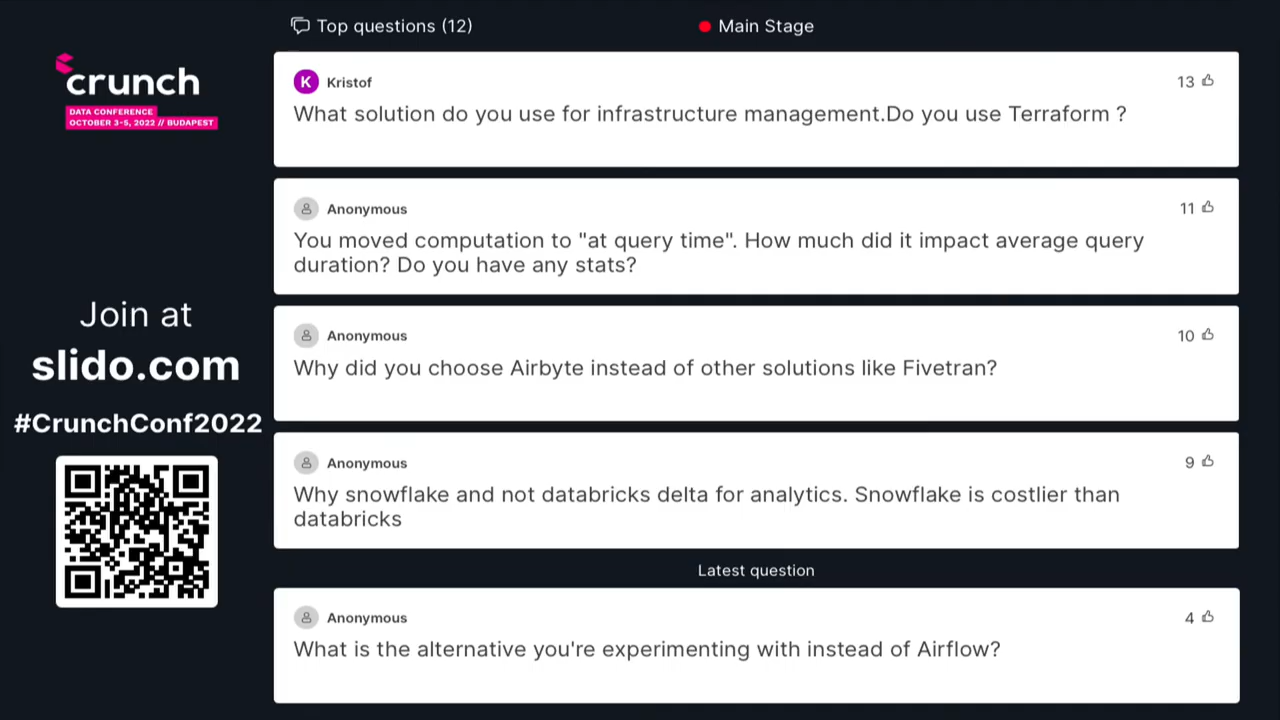 Top questions (12)
Main Stage
crunch
DATA CONFERENCE
OCTOBER 3-5, 2022 // BUDAPEST
Join at
slido.com
#CrunchConf2022
K
Kristof
13
What solution do you use for infrastructure management.Do you use Terraform ?
Anonymous
11
You moved computation to "at query time". How much did it impact average query
duration? Do you have any stats?
Anonymous
10
Why did you choose Airbyte instead of other solutions like Fivetran?
Anonymous
9
Why snowflake and not databricks delta for analytics. Snowflake is costlier than
databricks
Latest question
Anonymous
4
What is the alternative you're experimenting with instead of Airflow?